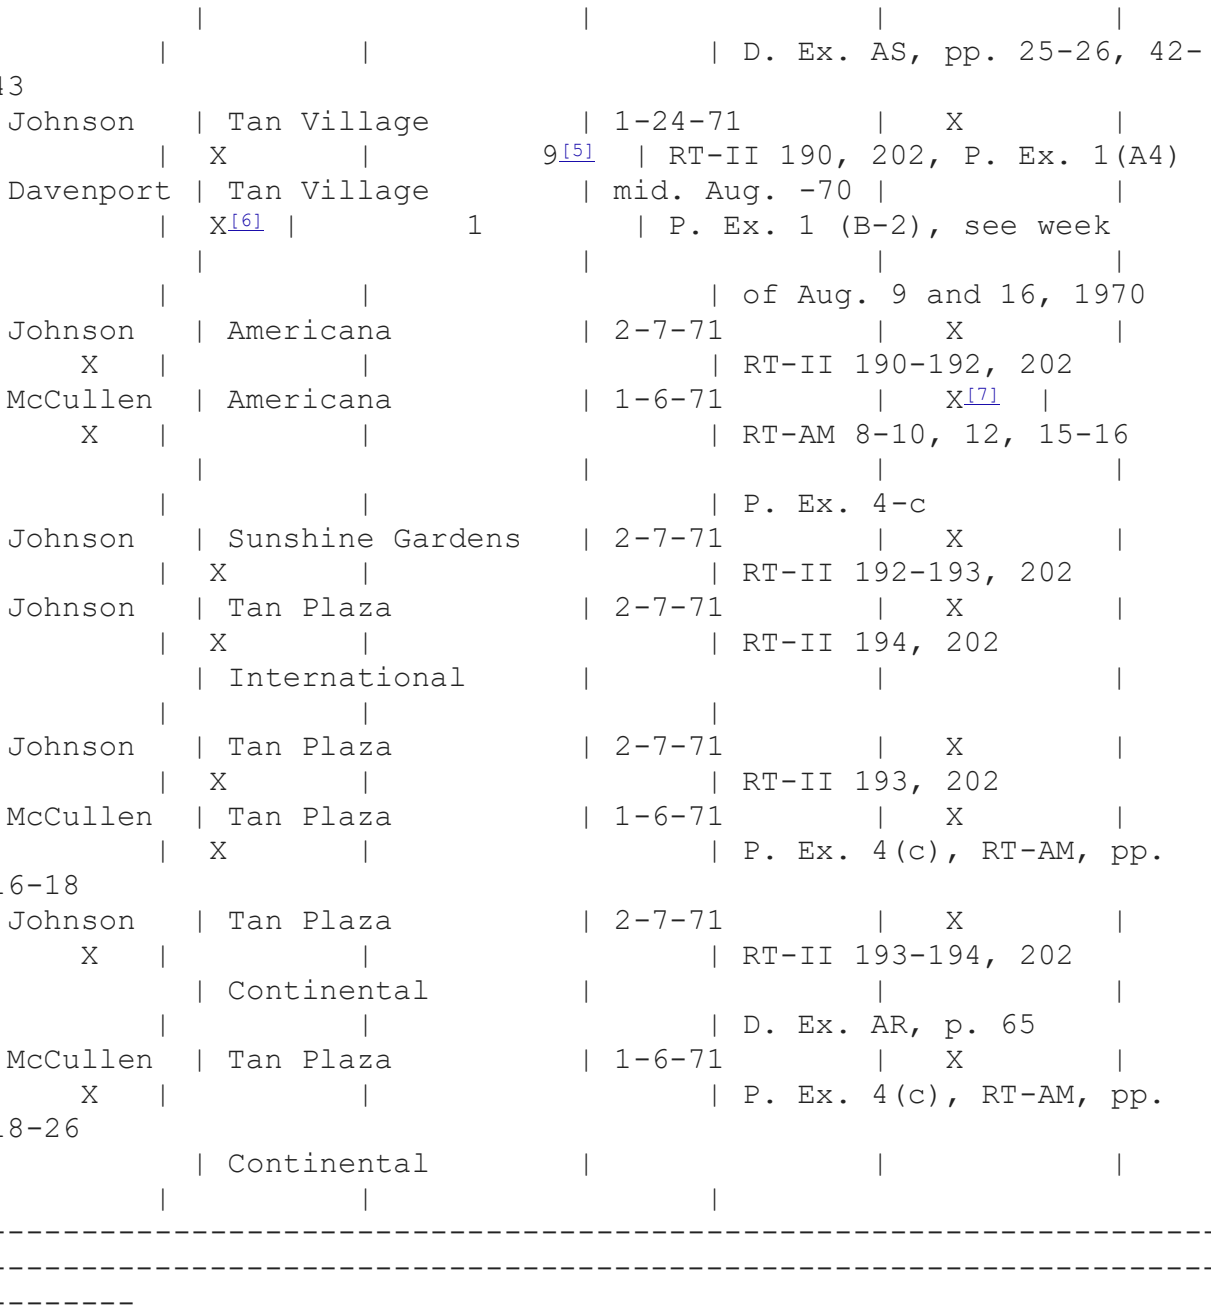 | | | |
| | | D. Ex. AS, pp. 25-26, 42-
43
Johnson | Tan Village | 1-24-71 | X |
| X | 9[5] | RT-II 190, 202, P. Ex. 1(A4)
Davenport | Tan Village | mid. Aug. -70 | |
| X[6] | 1 | P. Ex. 1 (B-2), see week
| | | |
| | | of Aug. 9 and 16, 1970
Johnson | Americana | 2-7-71 | X |
X | | | RT-II 190-192, 202
McCullen | Americana | 1-6-71 | X[7] |
X | | | RT-AM 8-10, 12, 15-16
| | | |
| | | P. Ex. 4-c
Johnson | Sunshine Gardens | 2-7-71 | X |
| X | | RT-II 192-193, 202
Johnson | Tan Plaza | 2-7-71 | X |
| X | | RT-II 194, 202
| International | | |
| | |
Johnson | Tan Plaza | 2-7-71 | X |
| X | | RT-II 193, 202
McCullen | Tan Plaza | 1-6-71 | X |
| X | | P. Ex. 4(c), RT-AM, pp.
16-18
Johnson | Tan Plaza | 2-7-71 | X |
X | | | RT-II 193-194, 202
| Continental | | |
| | | D. Ex. AR, p. 65
McCullen | Tan Plaza | 1-6-71 | X |
X | | | P. Ex. 4(c), RT-AM, pp.
18-26
| Continental | | |
| | |
--------------------------------------------------------------------
--------------------------------------------------------------------
--------